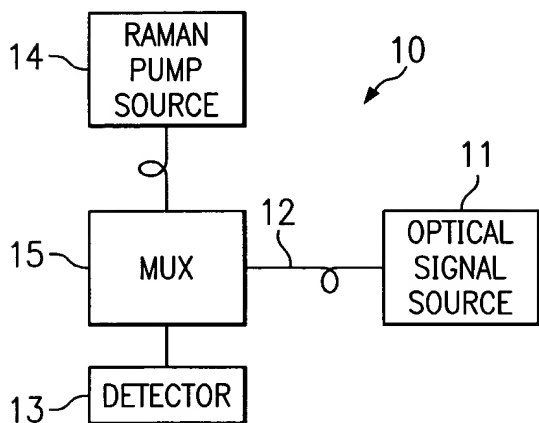 14
RAMAN
PUMP
SOURCE
10
15
MUX
12
11
OPTICAL
SIGNAL
SOURCE
13
DETECTOR